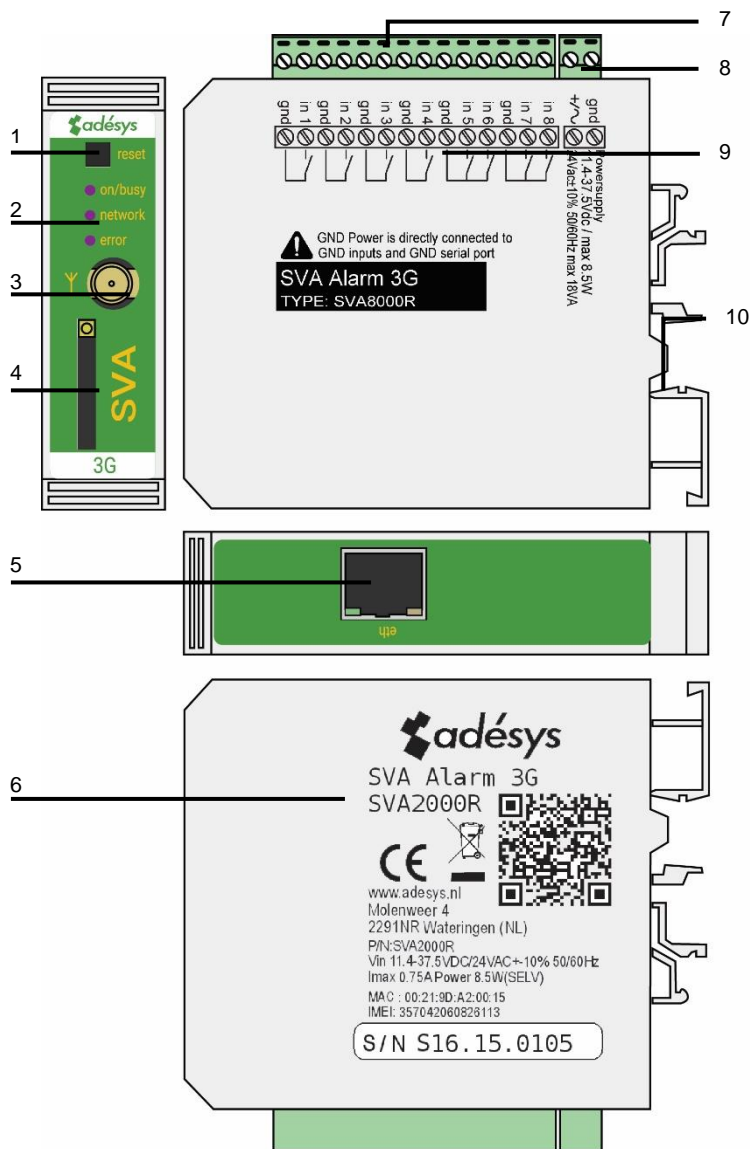 7
8
adésys
1
reset
on/busy
2
network
error
3
4
SVA
3G
gnd
in 1
gnd
in 2
gnd
in 3
gnd
in 4
gnd
in 5
in 6
gnd
in 7
in 8
+/~
gnd
Powersupply
11.4-37.5Vdc / max 8.5W
24Vac±10% 50/60Hz max 18VA
9
GND Power is directly connected to
GND inputs and GND serial port
SVA Alarm 3G
TYPE: SVA8000R
10
5
eth
adésys
6
SVA Alarm 3G
SVA2000R
CE
www.adesys.nl
Molenweer 4
2291NR Wateringen (NL)
P/N:SVA2000R
Vin 11.4-37.5VDC/24VAC+-10% 50/60Hz
Imax 0.75A Power 8.5W(SELV)
MAC : 00:21:9D:A2:00:15
IMEI: 357042060826113
S/N S16.15.0105